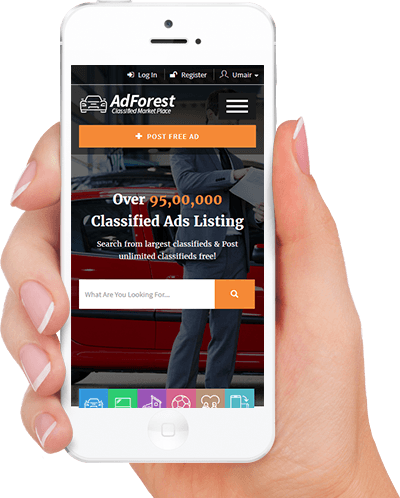 Log In Register Umair
AdForest
Classified Market Place
+ POST FREE AD
Over 95,00,000
Classified Ads Listing
Search from largest classifieds & Post
unlimited classifieds free!
What Are You Looking For...